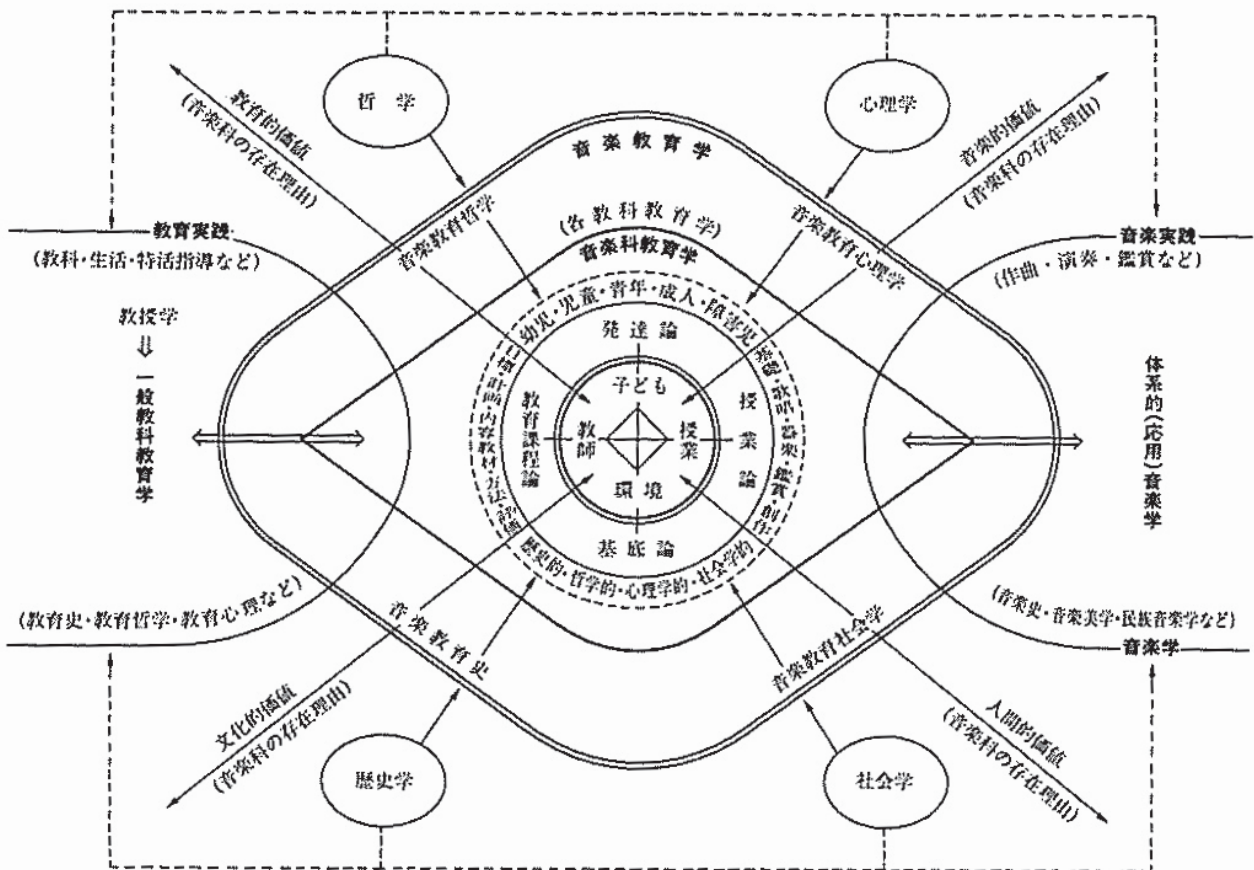 哲 学
心理学
教育的価値
(音楽科の存在理由)
音楽的価値
(音楽科の存在理由)
音楽教育学
音楽教育哲学
音楽教育心理学
(各教科教育学)
音楽科教育学
教育実践
(教科・生活・特活指導など)
音楽実践
(作曲・演奏・鑑賞など)
教授学
⇓
一般教科教育学
体系的(応用)音楽学
幼児・児童・青年・成人・障害児
発達論
目標・計画・内容教材・方法・評価
教育課程論
子ども
教師
授業
環境
授業論
歌唱・器楽・鑑賞・創作
基底論
歴史的・哲学的・心理学的・社会学的
(教育史・教育哲学・教育心理など)
(音楽史・音楽美学・民族音楽学など)
音楽学
音楽教育史
音楽教育社会学
文化的価値
(音楽科の存在理由)
人間的価値
(音楽科の存在理由)
歴史学
社会学